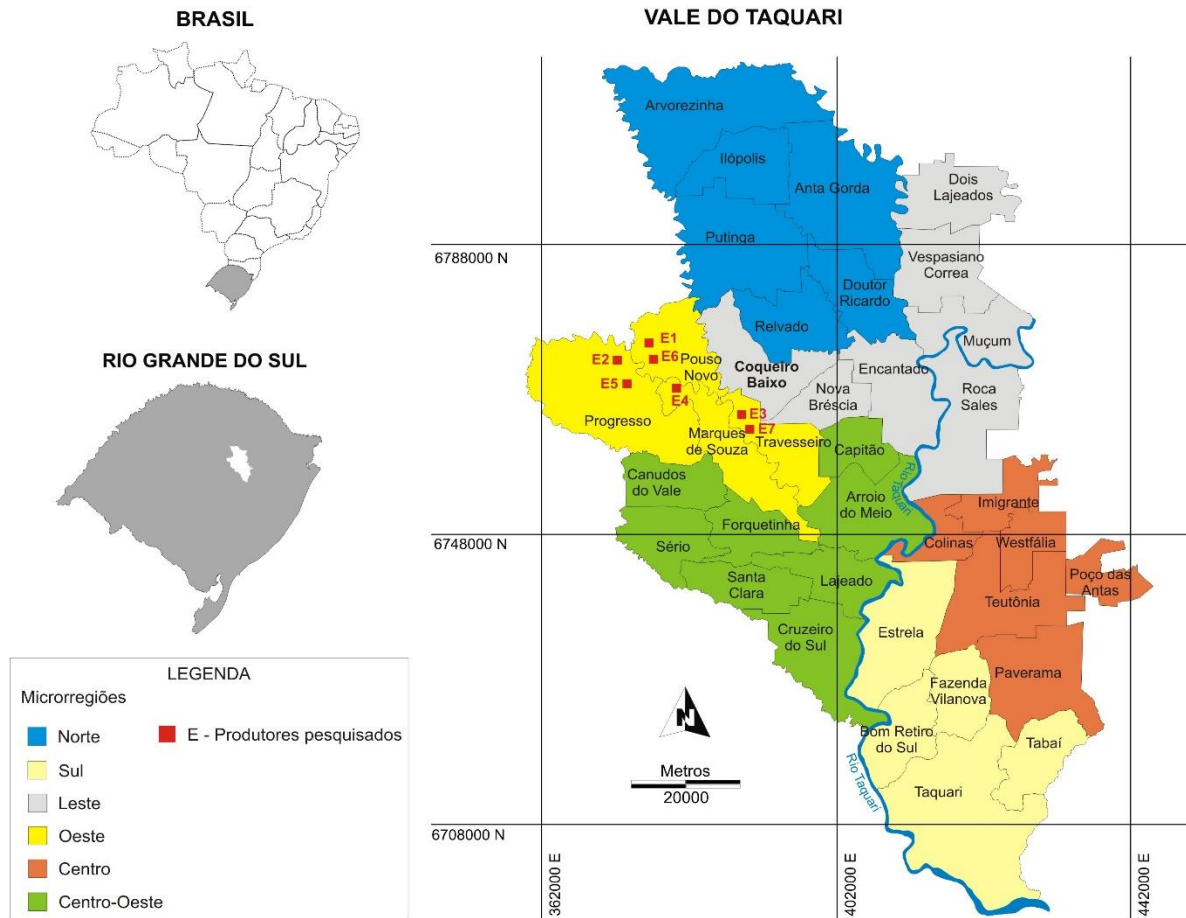 BRASIL
VALE DO TAQUARI
RIO GRANDE DO SUL
Arvorezinha
Ilópolis
Anta Gorda
Dois
Lajeados
Putinga
Vespasiano
Correa
6788000 N
Doutor
Ricardo
Relvado
Muçum
E1
E2
E6
Pouso
Novo
Coqueiro
Baixo
Encantado
E5
E4
Nova
Bréscia
Roca
Sales
E3
Progresso
E7
Marques
de Souza
Travesseiro
Capitão
Rio Taquari
Canudos
do Vale
Arroio
do Meio
Imigrante
Forquetinha
6748000 N
Colinas
Westfália
Sério
Poço das
Antas
Santa
Clara
Lajeado
Teutônia
Estrela
Cruzeiro
do Sul
Paverama
Fazenda
Vilanova
Bom Retiro
do Sul
Tabaí
Rio Taquari
Taquari
N
Metros
20000
6708000 N
362000 E
402000 E
442000 E
LEGENDA
Microrregiões
Norte
E - Produtores pesquisados
Sul
Leste
Oeste
Centro
Centro-Oeste